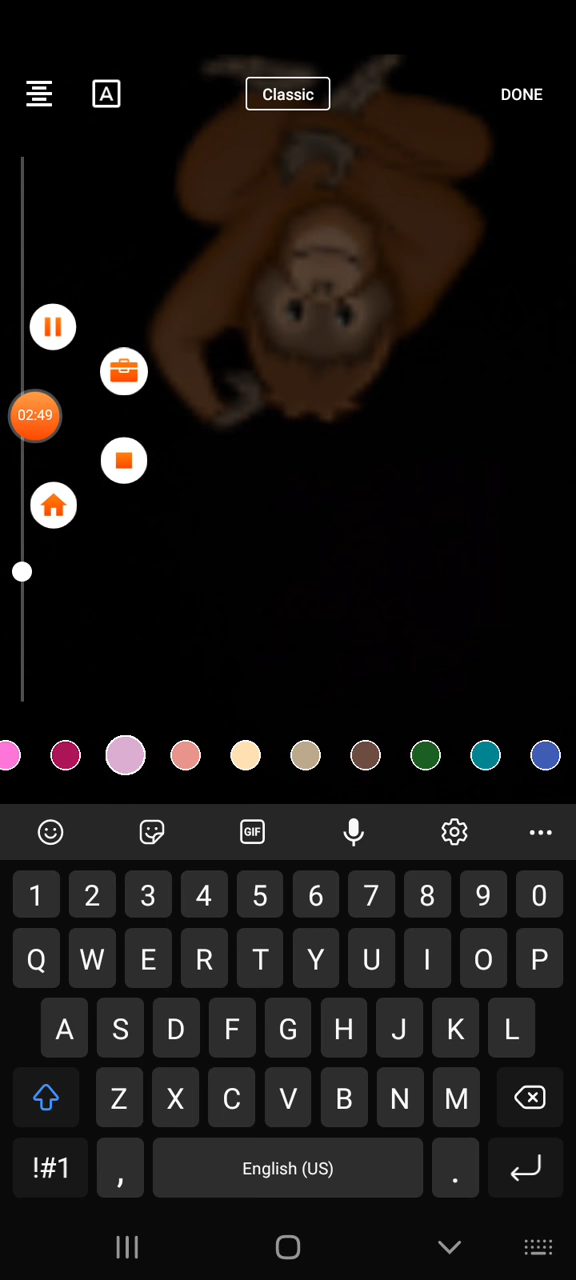 A
Classic
DONE
02:49
GIF
1 2 3 4 5 6 7 8 9 0
Q W E R T Y U I O P
A S D F G H J K L
Z X C V B N M
!#1 , English (US) .